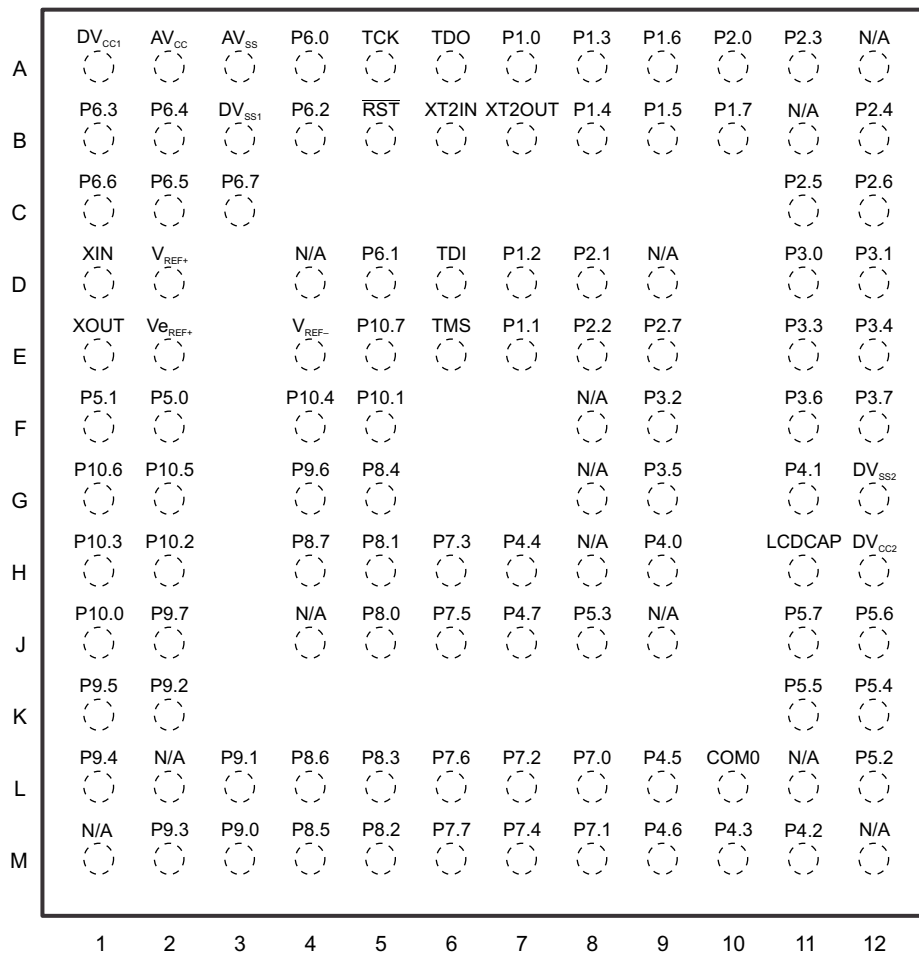 DVCC1 AVCC AVSS P6.0 TCK TDO P1.0 P1.3 P1.6 P2.0 P2.3 N/A
A
P6.3 P6.4 DVSS1 P6.2 RST XT2IN XT2OUT P1.4 P1.5 P1.7 N/A P2.4
B
P6.6 P6.5 P6.7 P2.5 P2.6
C
XIN VREF+ N/A P6.1 TDI P1.2 P2.1 N/A P3.0 P3.1
D
XOUT VeREF+ VREF– P10.7 TMS P1.1 P2.2 P2.7 P3.3 P3.4
E
P5.1 P5.0 P10.4 P10.1 N/A P3.2 P3.6 P3.7
F
P10.6 P10.5 P9.6 P8.4 N/A P3.5 P4.1 DVSS2
G
P10.3 P10.2 P8.7 P8.1 P7.3 P4.4 N/A P4.0 LCDCAP DVCC2
H
P10.0 P9.7 N/A P8.0 P7.5 P4.7 P5.3 N/A P5.7 P5.6
J
P9.5 P9.2 P5.5 P5.4
K
P9.4 N/A P9.1 P8.6 P8.3 P7.6 P7.2 P7.0 P4.5 COM0 N/A P5.2
L
N/A P9.3 P9.0 P8.5 P8.2 P7.7 P7.4 P7.1 P4.6 P4.3 P4.2 N/A
M
1 2 3 4 5 6 7 8 9 10 11 12